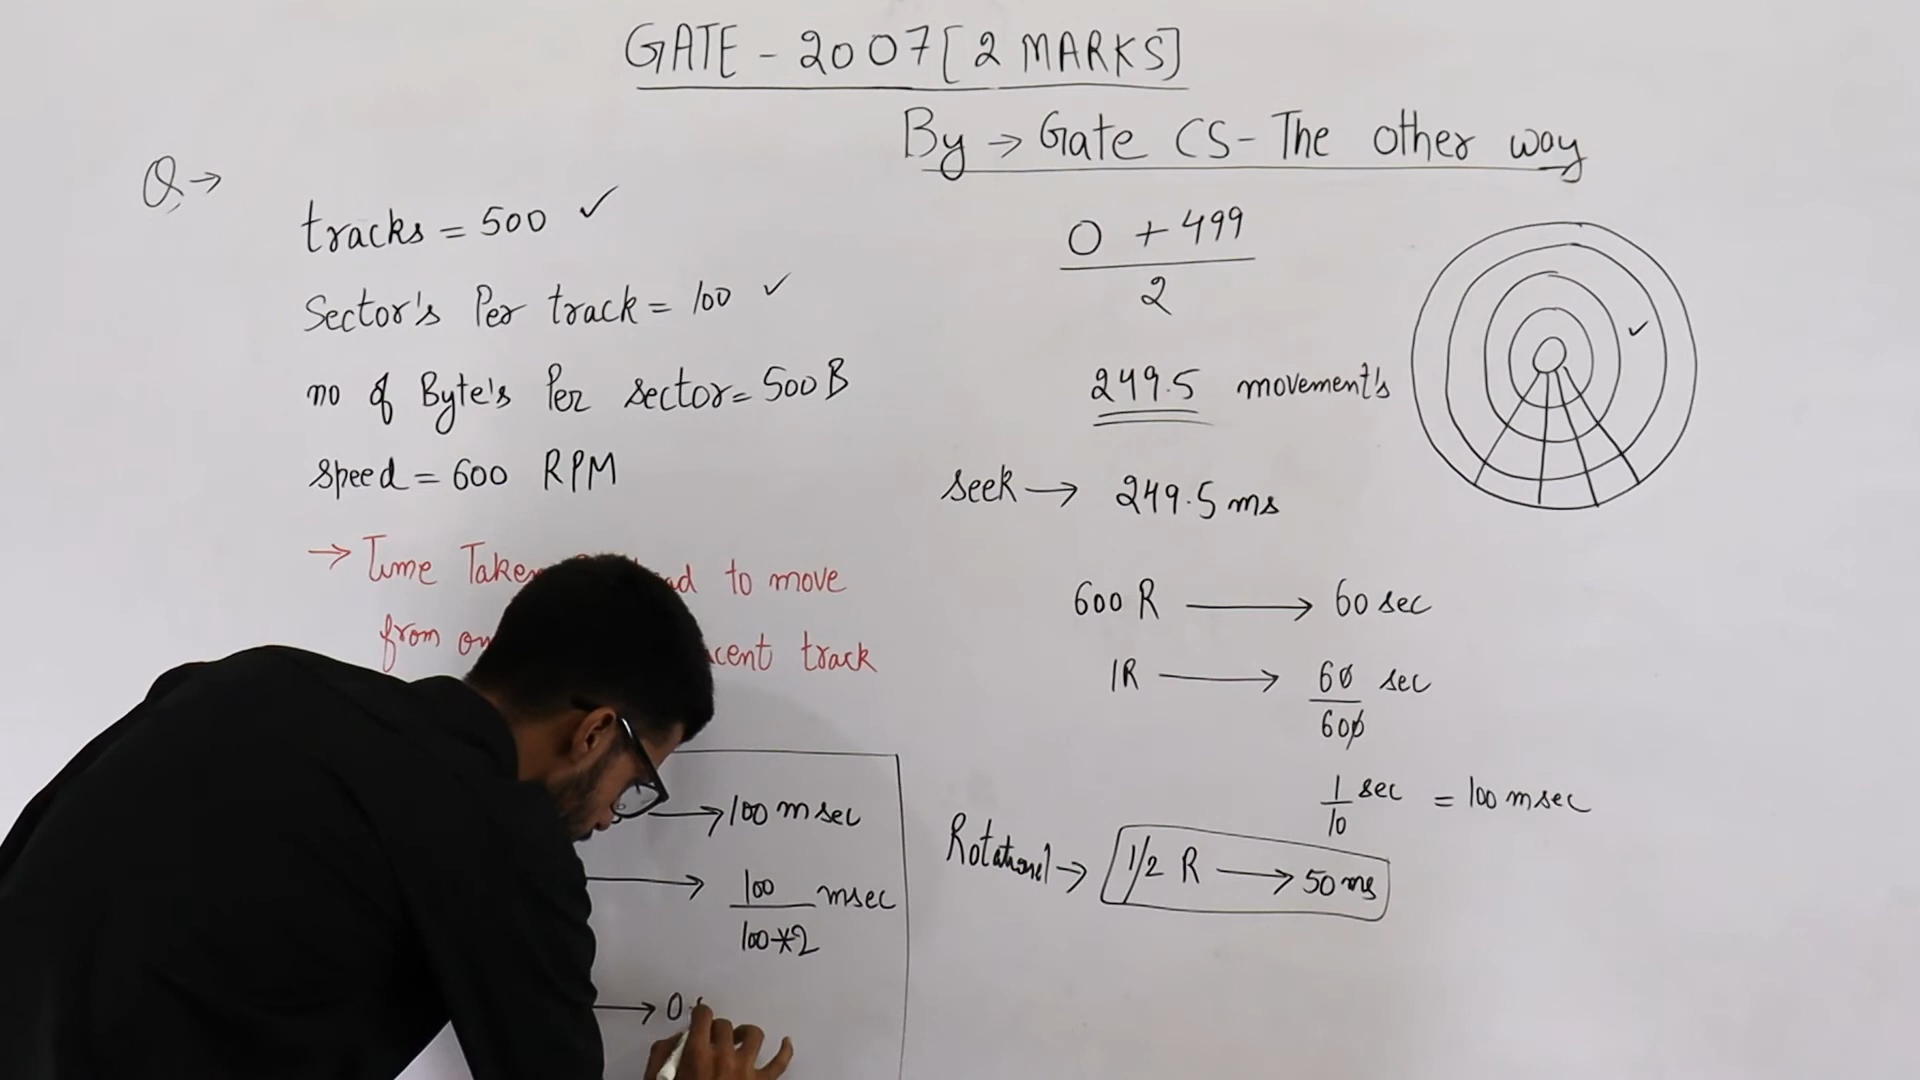 GATE - 2007 [2 MARKS]
By → Gate CS - The other way
Q →
tracks = 500 ✓
Sector's Per track = 100 ✓
no of Byte's Per sector = 500B
speed = 600 RPM
→ Time Taken to move
from track
→ 100 msec
→ 100 msec
100*2
→ 0
0 + 499
2
249.5 movement's
seek → 249.5 ms
600 R → 60 sec
1R → 60 sec
600
1 sec = 100 msec
10
Rotational → 1/2 R → 50 ms
✓